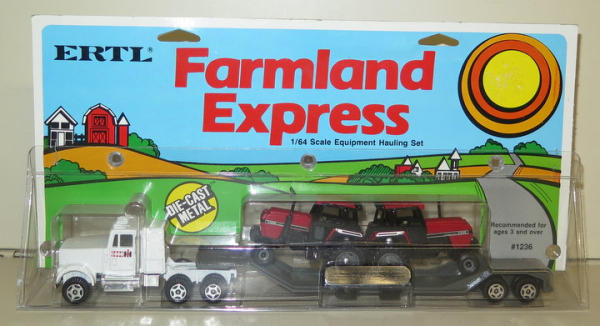 ERTL®
Farmland
Express
1/64 Scale Equipment Hauling Set
DIE-CAST
METAL
Recommended for
ages 3 and over
#1236